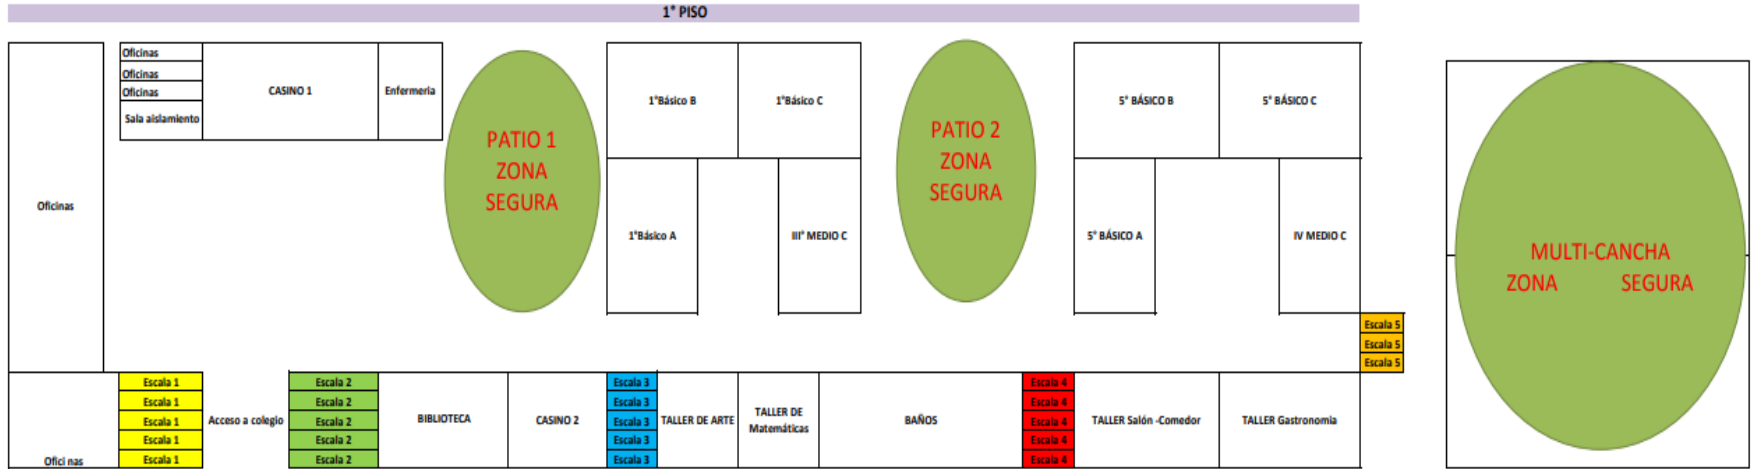 1° PISO
Oficinas
Oficinas
Oficinas
Sala aislamiento
CASINO 1
Enfermeria
Oficinas
PATIO 1
ZONA
SEGURA
1°Básico B
1°Básico C
1°Básico A
III° MEDIO C
PATIO 2
ZONA
SEGURA
5° BÁSICO B
5° BÁSICO C
5° BÁSICO A
IV MEDIO C
MULTI-CANCHA
ZONA SEGURA
Escala 5
Escala 5
Escala 5
Ofici nas
Escala 1
Escala 1
Escala 1
Escala 1
Escala 1
Acceso a colegio
Escala 2
Escala 2
Escala 2
Escala 2
Escala 2
BIBLIOTECA
CASINO 2
Escala 3
Escala 3
Escala 3
Escala 3
Escala 3
TALLER DE ARTE
TALLER DE
Matemáticas
BAÑOS
Escala 4
Escala 4
Escala 4
Escala 4
Escala 4
TALLER Salón -Comedor
TALLER Gastronomia